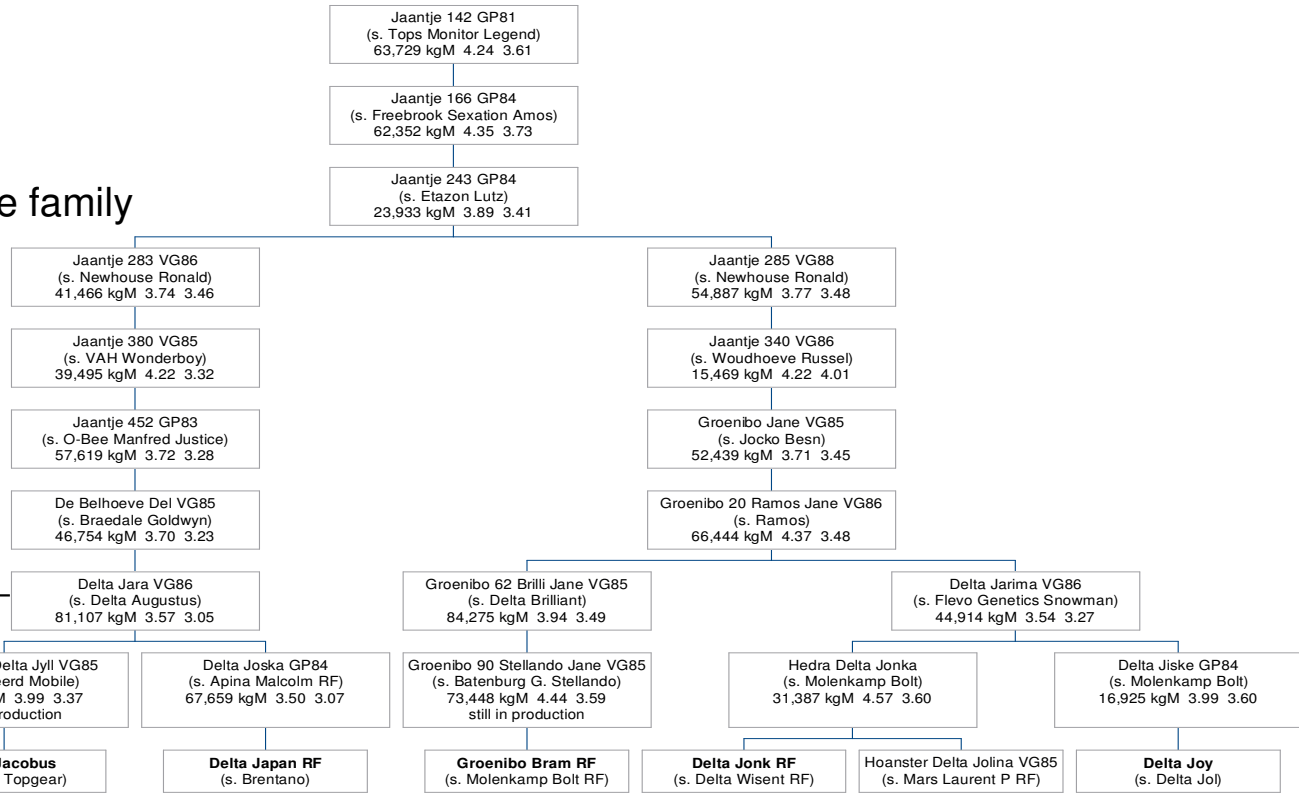 Jaantje 142 GP81
(s. Tops Monitor Legend)
63,729 kgM 4.24 3.61
Jaantje 166 GP84
(s. Freebrook Sexation Amos)
62,352 kgM 4.35 3.73
Jaantje 243 GP84
(s. Etazon Lutz)
23,933 kgM 3.89 3.41
e family
Jaantje 283 VG86
(s. Newhouse Ronald)
41,466 kgM 3.74 3.46
Jaantje 285 VG88
(s. Newhouse Ronald)
54,887 kgM 3.77 3.48
Jaantje 380 VG85
(s. VAH Wonderboy)
39,495 kgM 4.22 3.32
Jaantje 340 VG86
(s. Woudhoeve Russel)
15,469 kgM 4.22 4.01
Jaantje 452 GP83
(s. O-Bee Manfred Justice)
57,619 kgM 3.72 3.28
Groenibo Jane VG85
(s. Jocko Besn)
52,439 kgM 3.71 3.45
De Belhoeve Del VG85
(s. Braedale Goldwyn)
46,754 kgM 3.70 3.23
Groenibo 20 Ramos Jane VG86
(s. Ramos)
66,444 kgM 4.37 3.48
Delta Jara VG86
(s. Delta Augustus)
81,107 kgM 3.57 3.05
Groenibo 62 Brilli Jane VG85
(s. Delta Brilliant)
84,275 kgM 3.94 3.49
Delta Jarima VG86
(s. Flevo Genetics Snowman)
44,914 kgM 3.54 3.27
elta Jyll VG85
erd Mobile)
M 3.99 3.37
roduction
Delta Joska GP84
(s. Apina Malcolm RF)
67,659 kgM 3.50 3.07
Groenibo 90 Stellando Jane VG85
(s. Batenburg G. Stellando)
73,448 kgM 4.44 3.59
still in production
Hedra Delta Jonka
(s. Molenkamp Bolt)
31,387 kgM 4.57 3.60
Delta Jiske GP84
(s. Molenkamp Bolt)
16,925 kgM 3.99 3.60
Jacobus
Topgear)
Delta Japan RF
(s. Brentano)
Groenibo Bram RF
(s. Molenkamp Bolt RF)
Delta Jonk RF
(s. Delta Wisent RF)
Hoanster Delta Jolina VG85
(s. Mars Laurent P RF)
Delta Joy
(s. Delta Jol)